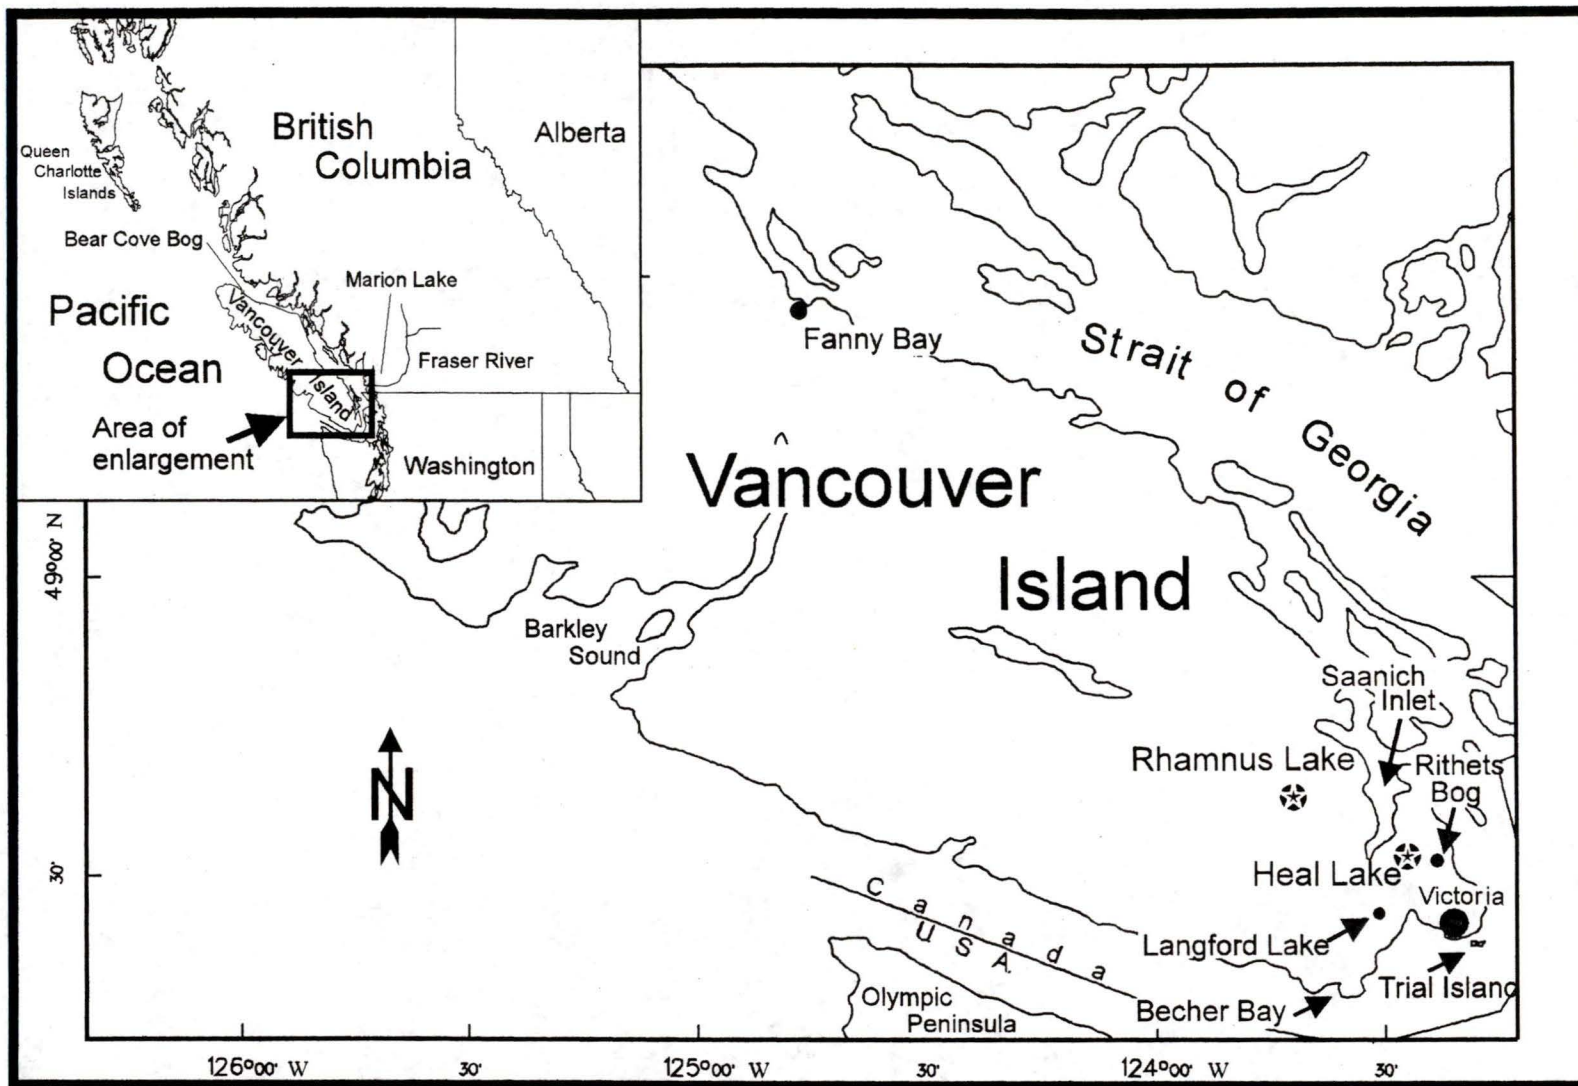 British
Columbia
Alberta
Queen
Charlotte
Islands
Bear Cove Bog
Marion Lake
Pacific
Ocean
Vancouver
Island
Fraser River
Area of
enlargement
Washington
Fanny Bay
Strait of Georgia
Vancouver
Island
Barkley
Sound
Saanich
Inlet
Rhamnus Lake
Rithets
Bog
N
Heal Lake
Victoria
Canada
U.S.A.
Langford Lake
Trial Island
Becher Bay
Olympic
Peninsula
49°00' N
30'
126°00' W
30'
125°00' W
30'
124°00' W
30'